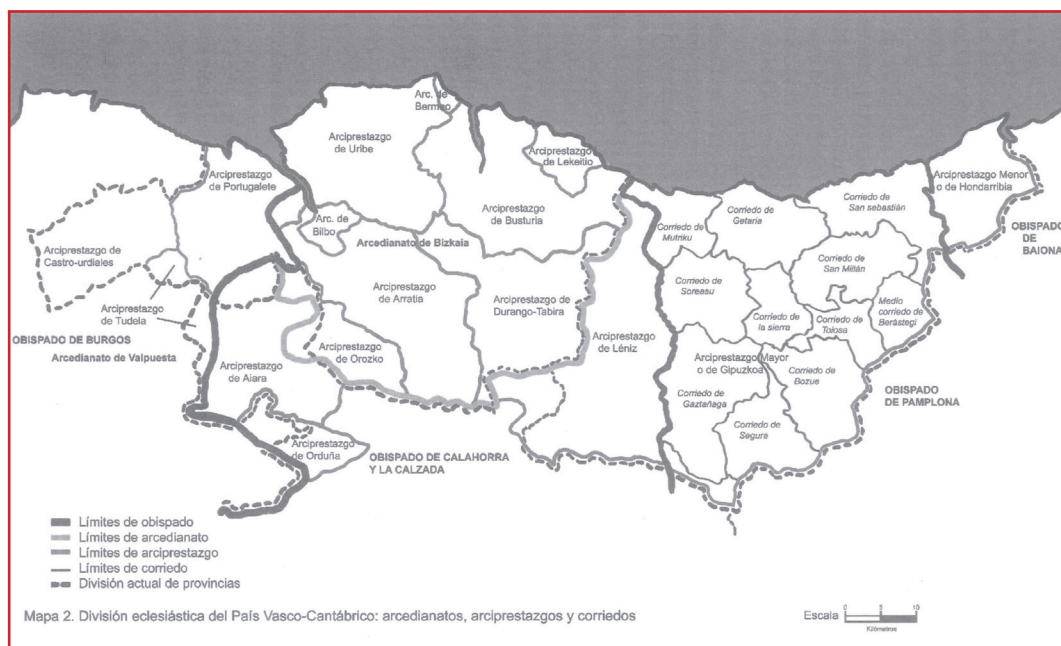 Arc. de
Bermeo
Arciprestazgo
de Uribe
Arciprestazgo
de Lekeitio
Arciprestazgo
de Portugalete
Arciprestazgo Menor
o de Hondarribia
Arc. de
Bilbo
Arciprestazgo
de Busturia
Corriedo de
Mutriku
Corriedo de
Getaria
Corriedo de
San sebastián
OBISPADO
DE
BAIONA
Arcedianato de Bizkaia
Arciprestazgo de
Castro-urdiales
Corriedo de
San Millán
Arciprestazgo
de Tudela
Arciprestazgo
de Arratia
Arciprestazgo de
Durango-Tabira
Corriedo de
Soreasu
Corriedo de
la sierra
Corriedo de
Tolosa
Medio
corriedo de
Berástegi
OBISPADO DE BURGOS
Arcedianato de Valpuesta
Arciprestazgo
de Orozko
Arciprestazgo
de Léniz
Arciprestazgo Mayor
o de Gipuzkoa
Arciprestazgo
de Aiara
Corriedo de
Bozue
Corriedo de
Gaztañaga
OBISPADO
DE PAMPLONA
Corriedo de
Segura
Arciprestazgo
de Orduña
OBISPADO DE CALAHORRA
Y LA CALZADA
Límites de obispado
Límites de arcedianato
Límites de arciprestazgo
Límites de corriedo
División actual de provincias
Mapa 2. División eclesiástica del País Vasco-Cantábrico: arcedianatos, arciprestazgos y corriedos
Escala
0 5 10
Kilómetros